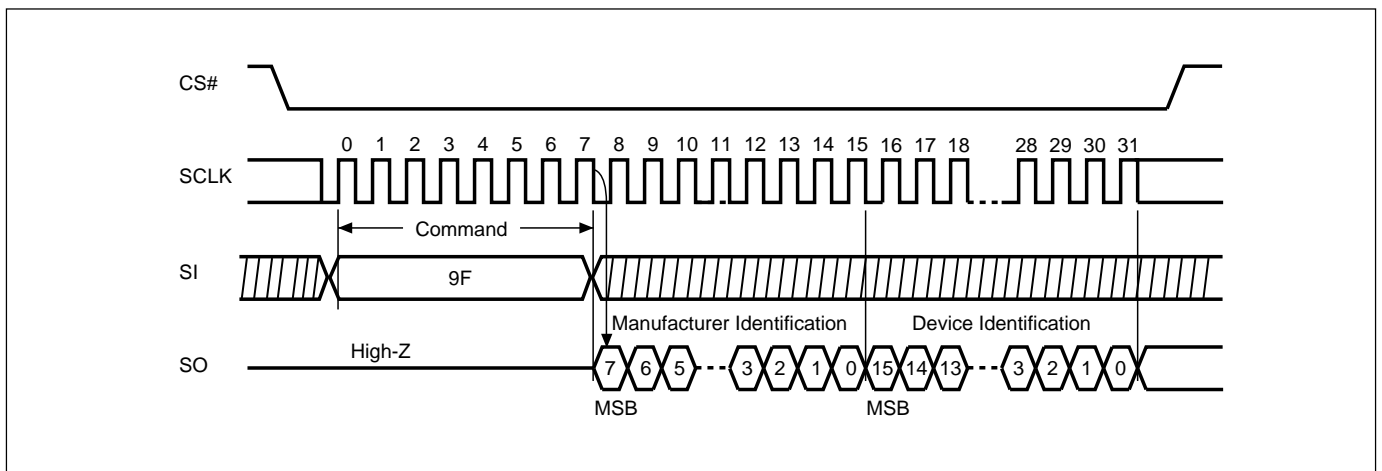 CS#
0 1 2 3 4 5 6 7 8 9 10 11 12 13 14 15 16 17 18 28 29 30 31
SCLK
Command
SI
9F
Manufacturer Identification Device Identification
High-Z
SO
7 6 5 3 2 1 0 15 14 13 3 2 1 0
MSB MSB